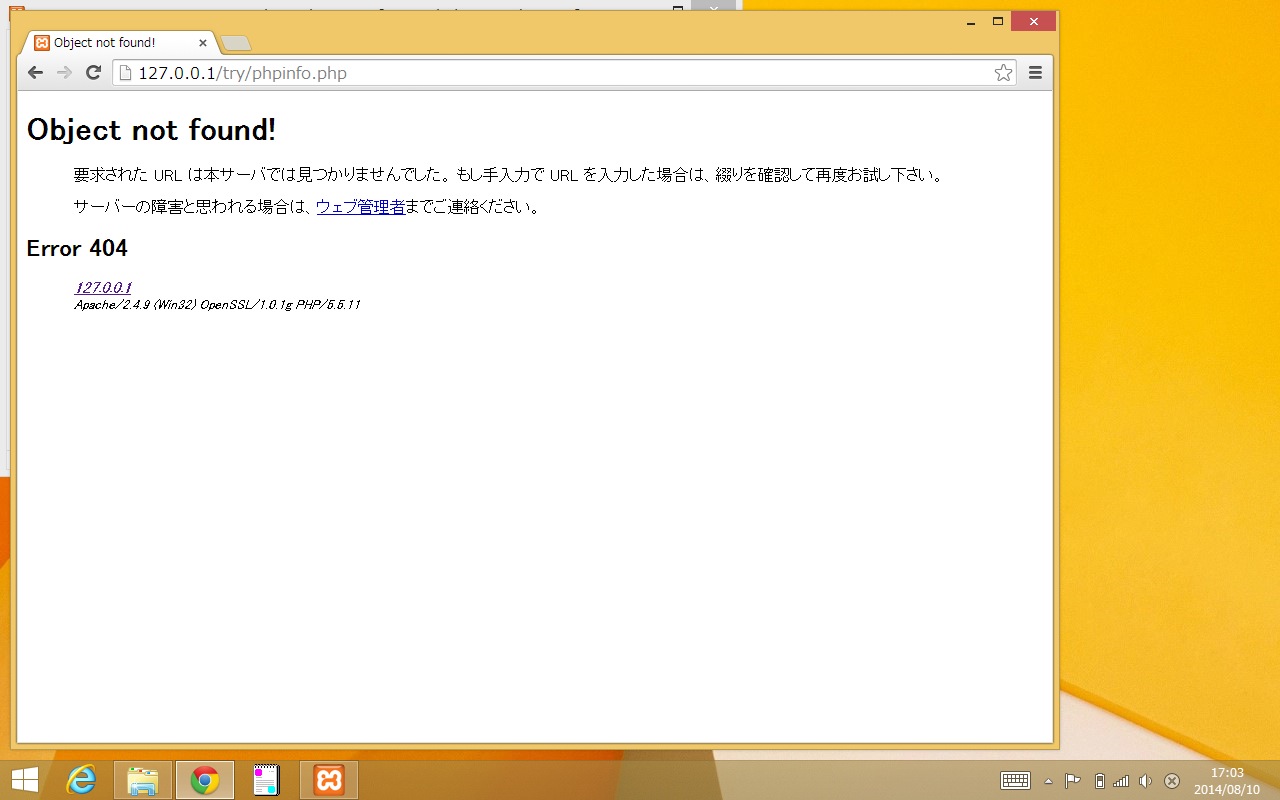 Object not found!
127.0.0.1/try/phpinfo.php
Object not found!
要求された URL は本サーバでは見つかりませんでした。 もし手入力で URL を入力した場合は、綴りを確認して再度お試し下さい。
サーバーの障害と思われる場合は、ウェブ管理者までご連絡ください。
Error 404
127.0.0.1
Apache/2.4.9 (Win32) OpenSSL/1.0.1g PHP/5.5.11
17:03
2014/08/10